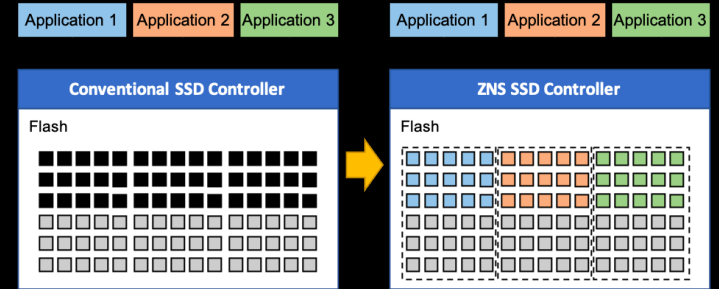 Application 1
Application 2
Application 3
Conventional SSD Controller
Flash
Application 1
Application 2
Application 3
ZNS SSD Controller
Flash